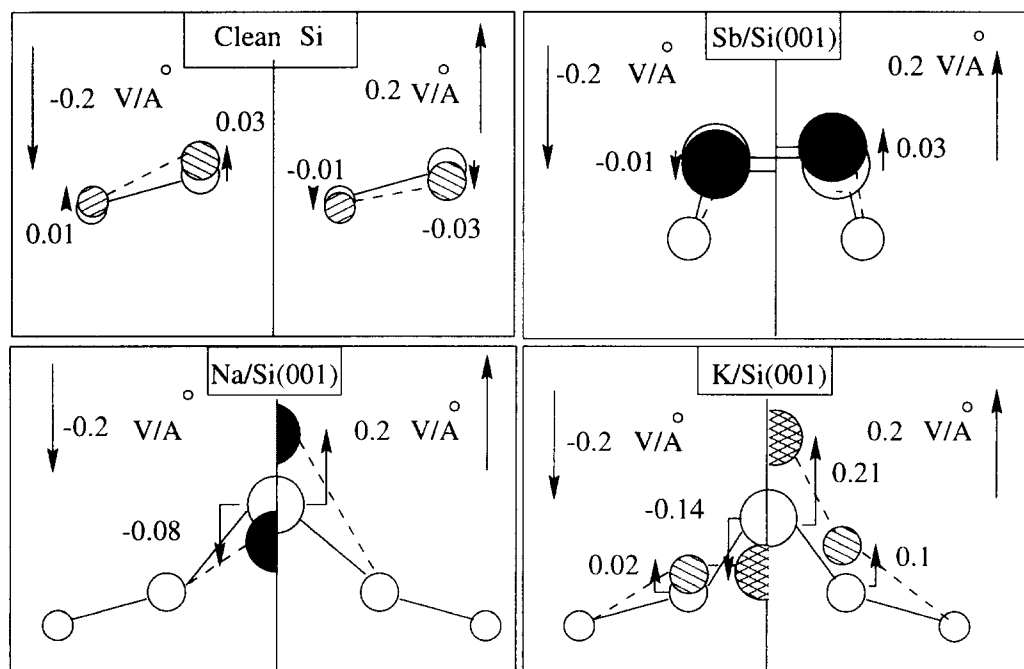 Clean Si
-0.2 V/A°
0.2 V/A°
0.03
0.01
-0.01
-0.03
Sb/Si(001)
-0.2 V/A°
0.2 V/A°
-0.01
0.03
Na/Si(001)
-0.2 V/A°
0.2 V/A°
-0.08
K/Si(001)
-0.2 V/A°
0.2 V/A°
0.21
-0.14
0.02
0.1